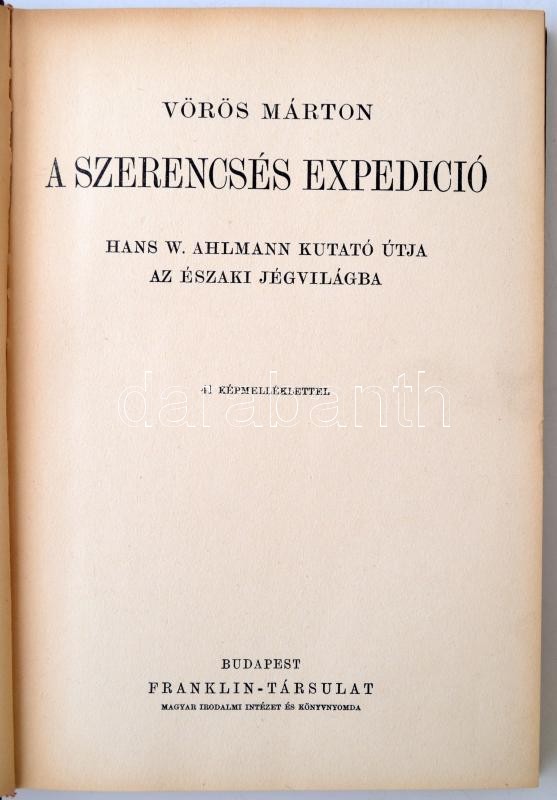 VÖRÖS MÁRTON
A SZERENCSÉS EXPEDICIÓ
HANS W. AHLMANN KUTATÓ ÚTJA
AZ ÉSZAKI JÉGVILÁGBA
41 KÉPMELLÉKLETTEL
darabanth
BUDAPEST
FRANKLIN-TÁRSULAT
MAGYAR IRODALMI INTÉZET ÉS KÖNYVNYOMDA